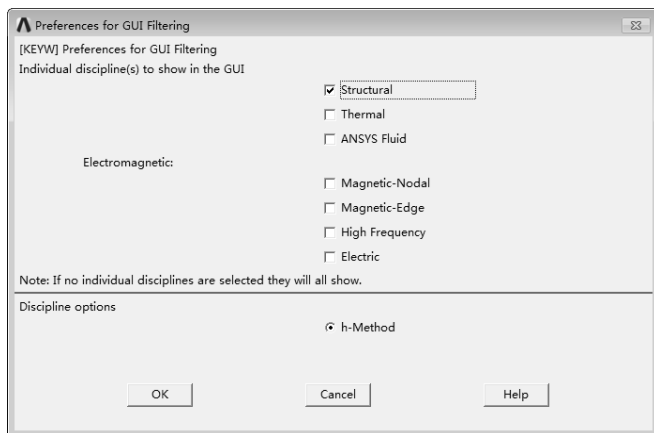 Preferences for GUI Filtering
[KEYW] Preferences for GUI Filtering
Individual discipline(s) to show in the GUI
Structural
Thermal
ANSYS Fluid
Electromagnetic:
Magnetic-Nodal
Magnetic-Edge
High Frequency
Electric
Note: If no individual disciplines are selected they will all show.
Discipline options
h-Method
OK Cancel Help